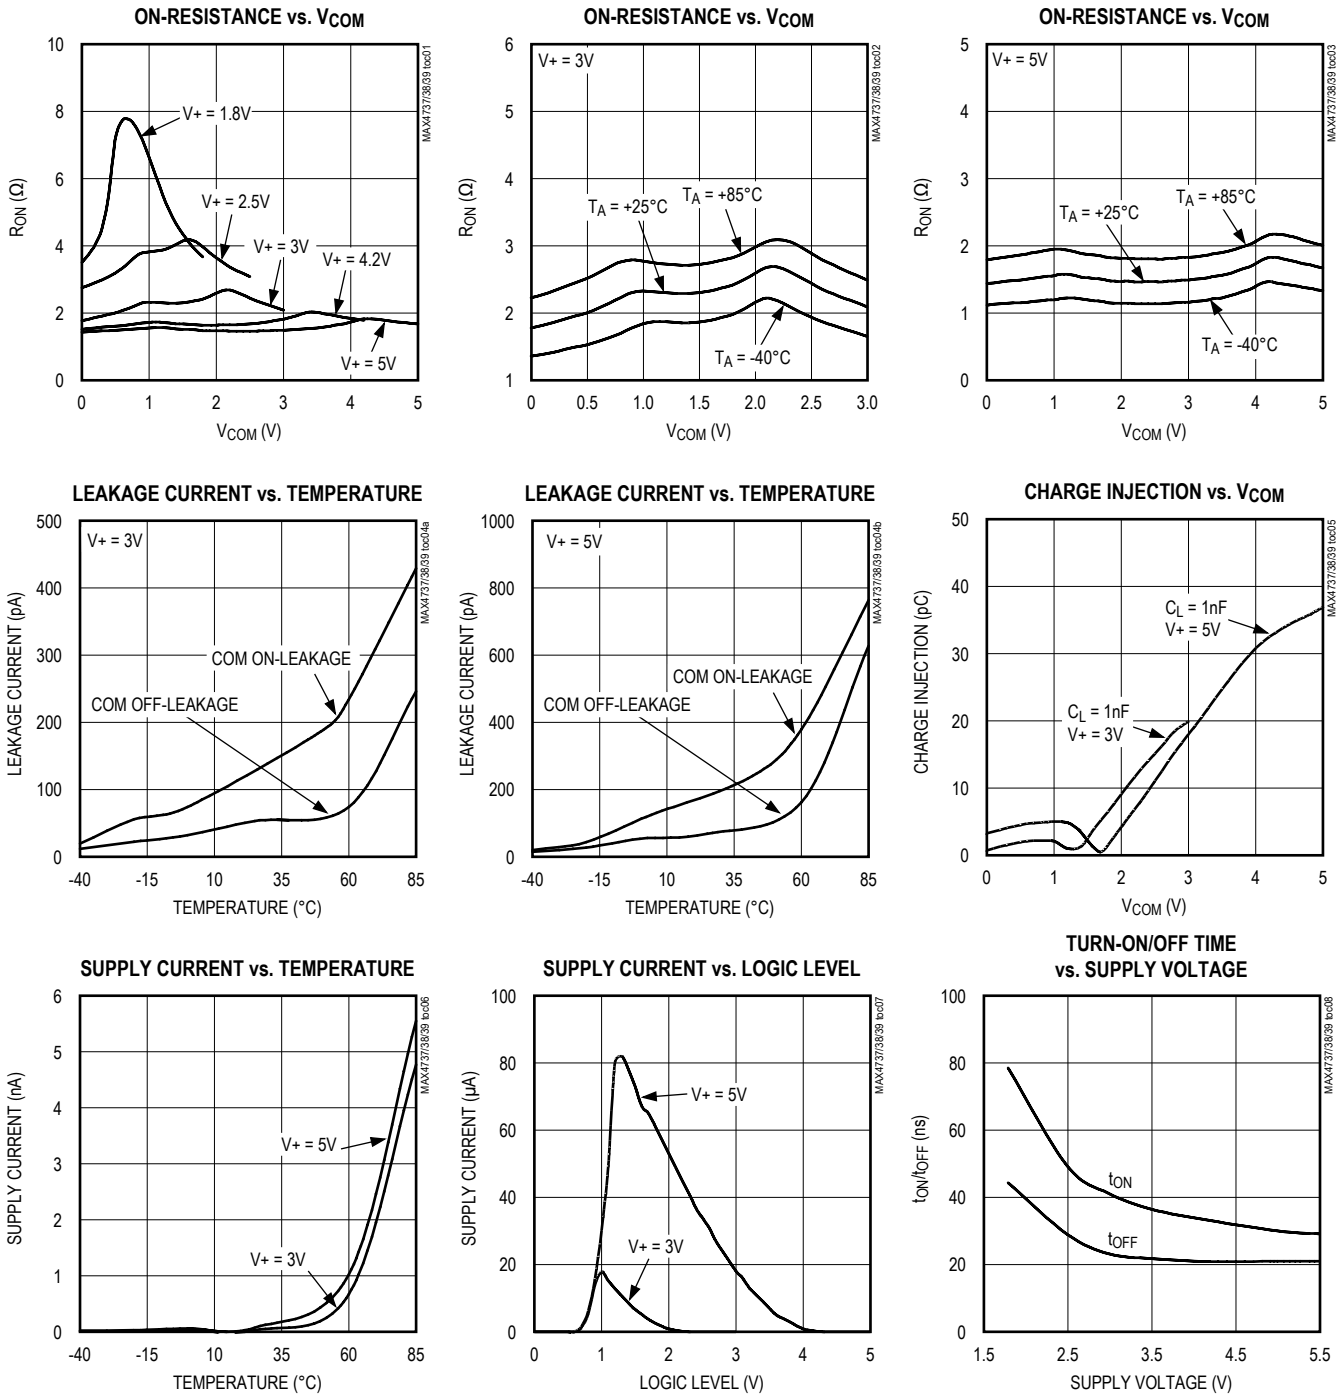 ON-RESISTANCE vs. VCOM
10
8
6
4
2
0
RON (Ω)
V+ = 1.8V
V+ = 2.5V
V+ = 3V
V+ = 4.2V
V+ = 5V
0 1 2 3 4 5
VCOM (V)
MAX4737/38/39 toc01
ON-RESISTANCE vs. VCOM
6
5
4
3
2
1
RON (Ω)
V+ = 3V
TA = +25°C
TA = +85°C
TA = -40°C
0 0.5 1.0 1.5 2.0 2.5 3.0
VCOM (V)
MAX4737/38/39 toc02
ON-RESISTANCE vs. VCOM
5
4
3
2
1
0
RON (Ω)
V+ = 5V
TA = +25°C
TA = +85°C
TA = -40°C
0 1 2 3 4 5
VCOM (V)
MAX4737/38/39 toc03
LEAKAGE CURRENT vs. TEMPERATURE
500
400
300
200
100
0
LEAKAGE CURRENT (pA)
V+ = 3V
COM ON-LEAKAGE
COM OFF-LEAKAGE
-40 -15 10 35 60 85
TEMPERATURE (°C)
MAX4737/38/39 toc04a
LEAKAGE CURRENT vs. TEMPERATURE
1000
800
600
400
200
0
LEAKAGE CURRENT (pA)
V+ = 5V
COM ON-LEAKAGE
COM OFF-LEAKAGE
-40 -15 10 35 60 85
TEMPERATURE (°C)
MAX4737/38/39 toc04b
CHARGE INJECTION vs. VCOM
50
40
30
20
10
0
CHARGE INJECTION (pC)
CL = 1nF
V+ = 5V
CL = 1nF
V+ = 3V
0 1 2 3 4 5
VCOM (V)
MAX4737/38/39 toc05
SUPPLY CURRENT vs. TEMPERATURE
6
5
4
3
2
1
0
SUPPLY CURRENT (nA)
V+ = 5V
V+ = 3V
-40 -15 10 35 60 85
TEMPERATURE (°C)
MAX4737/38/39 toc06
SUPPLY CURRENT vs. LOGIC LEVEL
100
80
60
40
20
0
SUPPLY CURRENT (µA)
V+ = 5V
V+ = 3V
0 1 2 3 4 5
LOGIC LEVEL (V)
MAX4737/38/39 toc07
TURN-ON/OFF TIME
vs. SUPPLY VOLTAGE
100
80
60
40
20
0
tON/tOFF (ns)
tON
tOFF
1.5 2.5 3.5 4.5 5.5
SUPPLY VOLTAGE (V)
MAX4737/38/39 toc08